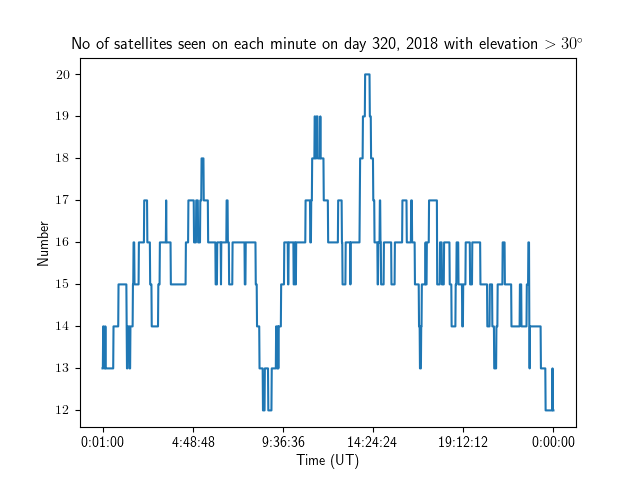 No of satellites seen on each minute on day 320, 2018 with elevation > 30°
20
19
18
17
16
15
14
13
12
Number
0:01:00 4:48:48 9:36:36 14:24:24 19:12:12 0:00:00
Time (UT)